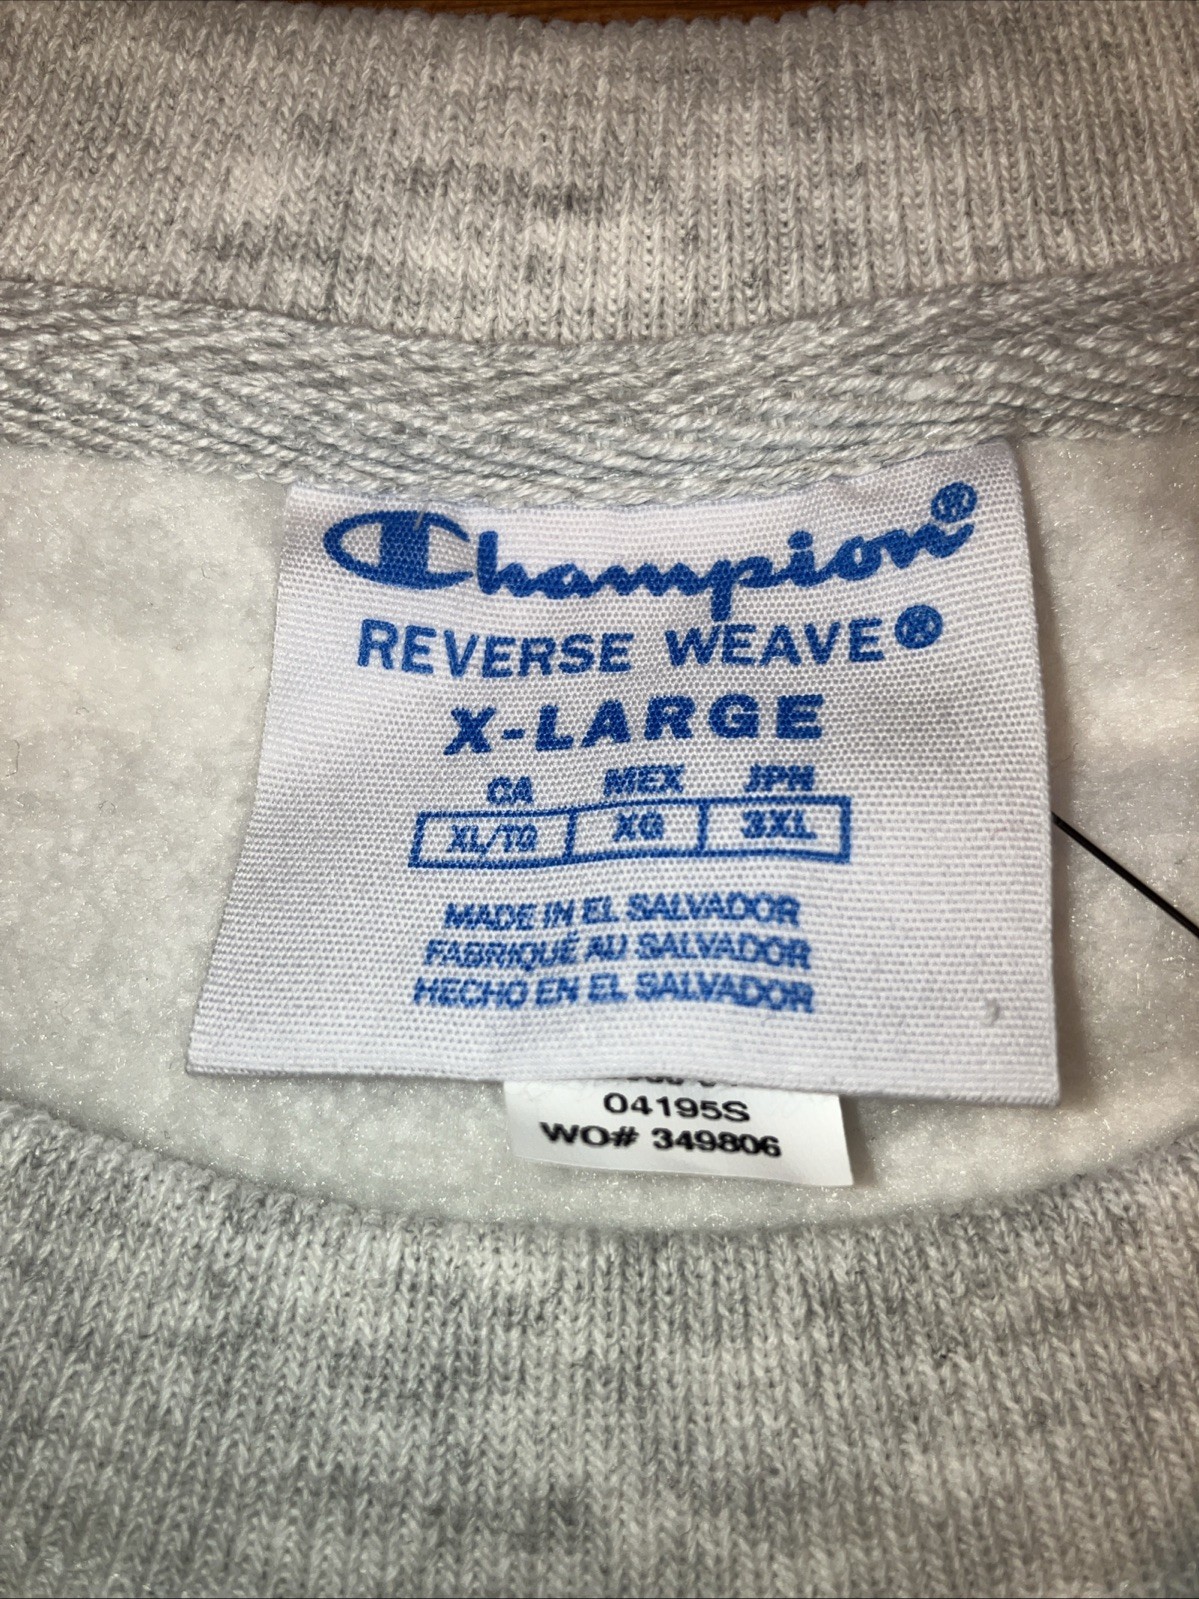 Champion®
REVERSE WEAVE®
X-LARGE
CA MEX JPN
XL/TG XG 3XL
MADE IN EL SALVADOR
FABRIQUÉ AU SALVADOR
HECHO EN EL SALVADOR
04195S
WO# 349806